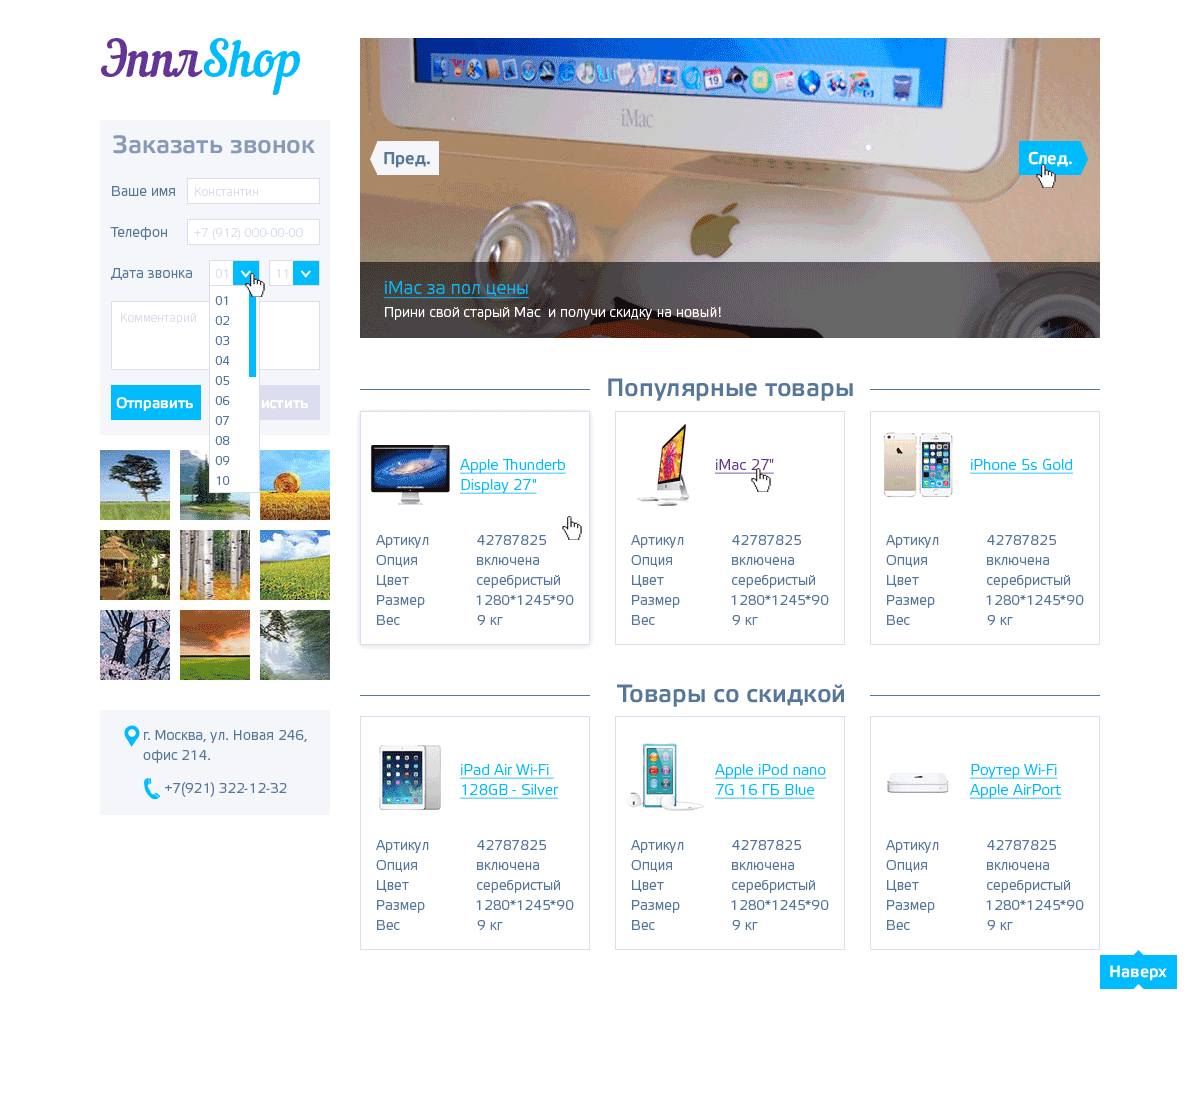 ЭпплShop
Заказать звонок
Ваше имя
Константин
Телефон
+7 (912) 000-00-00
Дата звонка
01
11
Комментарий
01
02
03
04
05
06
07
08
09
10
Отправить
истить
г. Москва, ул. Новая 246,
офис 214.
+7(921) 322-12-32
iMac
19
Пред.
След.
iMac за пол цены
Прини свой старый Mac и получи скидку на новый!
Популярные товары
Apple Thunderb
Display 27"
Артикул 42787825
Опция включена
Цвет серебристый
Размер 1280*1245*90
Вес 9 кг
iMac 27"
Артикул 42787825
Опция включена
Цвет серебристый
Размер 1280*1245*90
Вес 9 кг
iPhone 5s Gold
Артикул 42787825
Опция включена
Цвет серебристый
Размер 1280*1245*90
Вес 9 кг
Товары со скидкой
iPad Air Wi-Fi
128GB - Silver
Артикул 42787825
Опция включена
Цвет серебристый
Размер 1280*1245*90
Вес 9 кг
Apple iPod nano
7G 16 ГБ Blue
Артикул 42787825
Опция включена
Цвет серебристый
Размер 1280*1245*90
Вес 9 кг
Роутер Wi-Fi
Apple AirPort
Артикул 42787825
Опция включена
Цвет серебристый
Размер 1280*1245*90
Вес 9 кг
Наверх